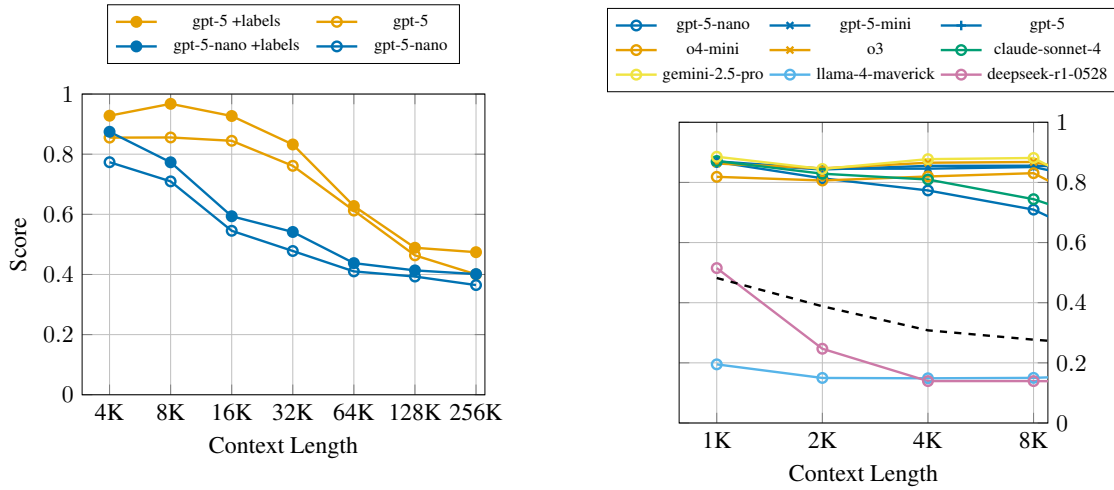 gpt-5 +labels gpt-5
gpt-5-nano +labels gpt-5-nano
1
0.8
0.6
0.4
0.2
0
Score
4K 8K 16K 32K 64K 128K 256K
Context Length
gpt-5-nano gpt-5-mini gpt-5
o4-mini o3 claude-sonnet-4
gemini-2.5-pro llama-4-maverick deepseek-r1-0528
1
0.8
0.6
0.4
0.2
0
1K 2K 4K 8K
Context Length